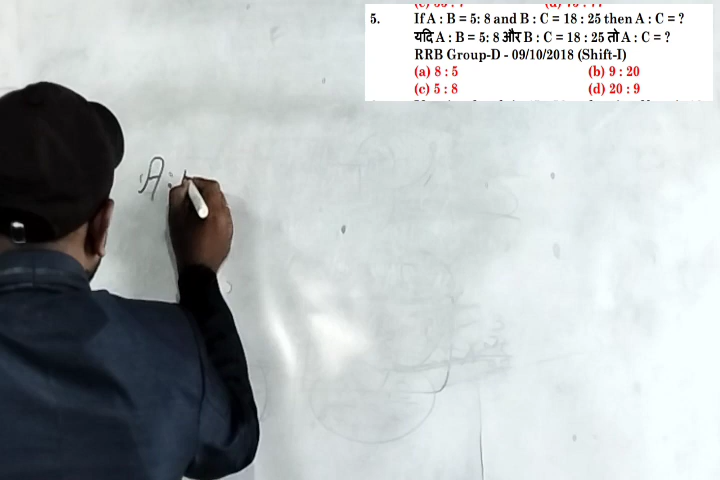 5. If A : B = 5: 8 and B : C = 18 : 25 then A : C = ?
यदि A : B = 5: 8 और B : C = 18 : 25 तो A : C = ?
RRB Group-D - 09/10/2018 (Shift-I)
(a) 8 : 5 (b) 9 : 20
(c) 5 : 8 (d) 20 : 9
A :